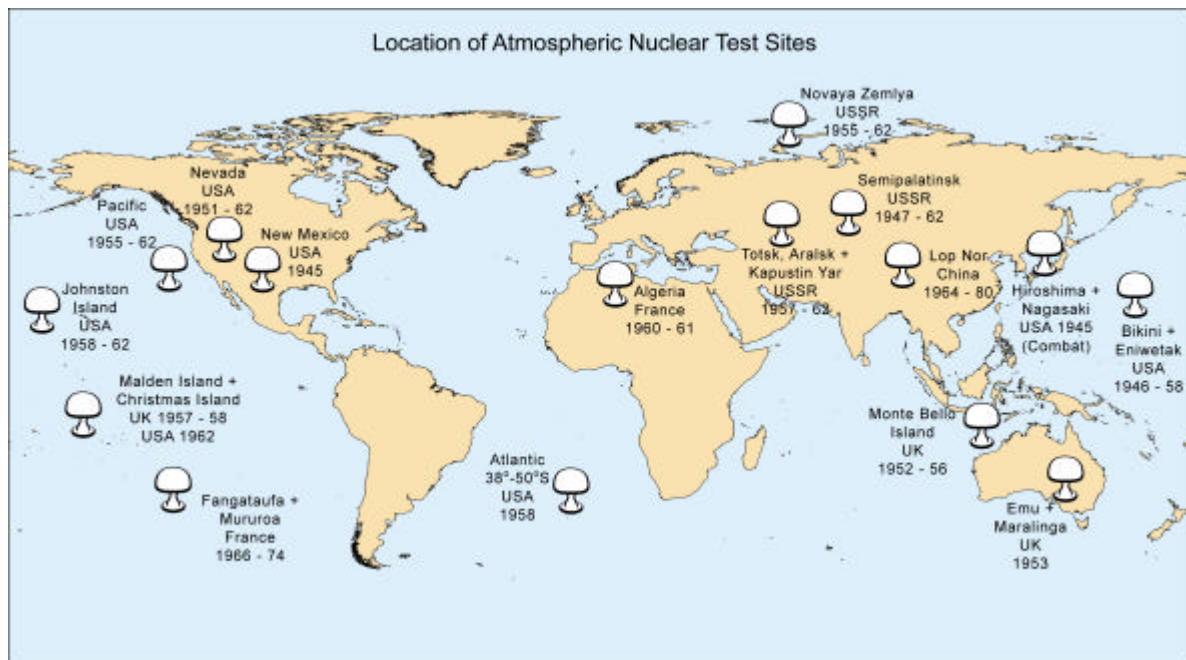 Location of Atmospheric Nuclear Test Sites
Novaya Zemlya
USSR
1955 - 62
Nevada
USA
1951 - 62
Pacific
USA
1955 - 62
New Mexico
USA
1945
Johnston
Island
USA
1958 - 62
Malden Island +
Christmas Island
UK 1957 - 58
USA 1962
Fangataufa +
Mururoa
France
1966 - 74
Atlantic
38°-50°S
USA
1958
Algeria
France
1960 - 61
Semipalatinsk
USSR
1947 - 62
Totsk, Aralsk +
Kapustin Yar
USSR
1957 - 62
Lop Nor
China
1964 - 80
Hiroshima +
Nagasaki
USA 1945
(Combat)
Bikini +
Eniwetak
USA
1946 - 58
Monte Bello
Island
UK
1952 - 56
Emu +
Maralinga
UK
1953